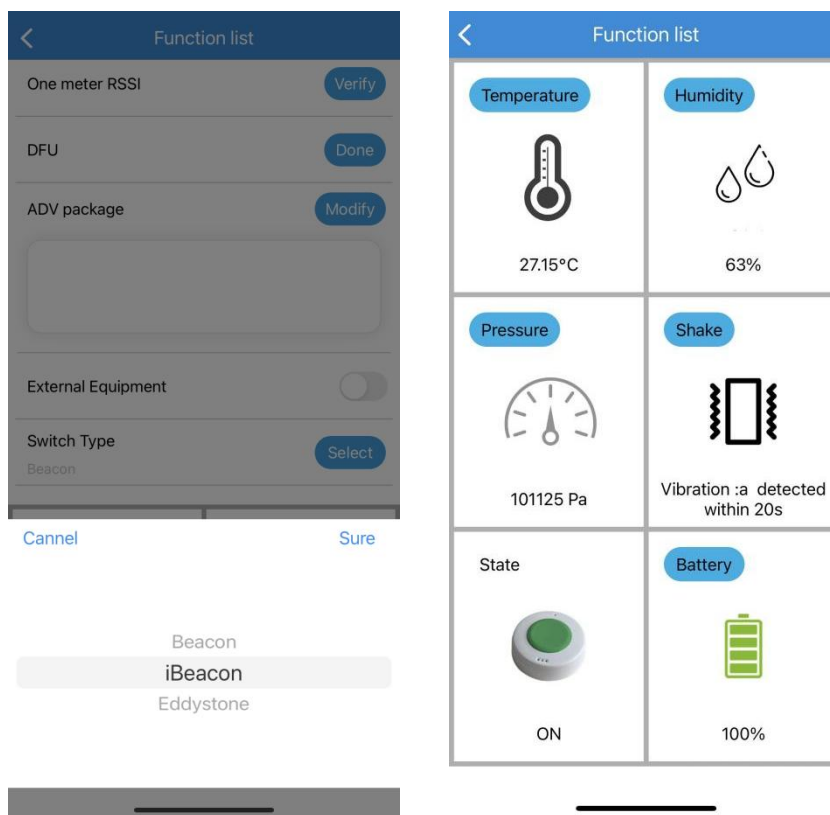 Function list
One meter RSSI
Verify
DFU
Done
ADV package
Modify
External Equipment
Switch Type
Beacon
Select
Cannel
Sure
Beacon
iBeacon
Eddystone
Function list
Temperature
27.15°C
Humidity
63%
Pressure
101125 Pa
Shake
Vibration :a detected
within 20s
State
ON
Battery
100%